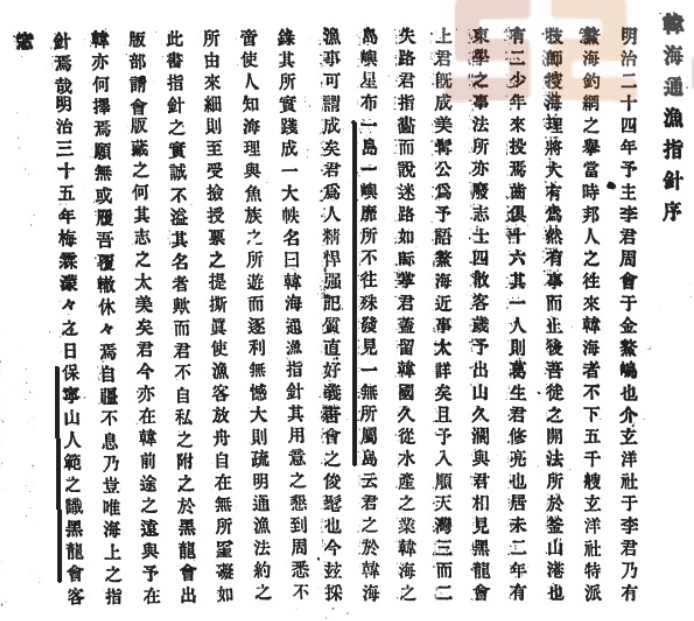 韓海通漁指針序
明治二十四年予主李君周會于金鰲嶋也介玄洋社于李君乃有
鰲海釣網之擧當時邦人之徃來韓海者不下五千艘玄洋社特派
技師搜海理將大有爲然有事而止後吾徒之開法所於釜山港也
有二少年來投焉齒俱十六其一人則葛生君修亮也居未二年有
東學之事法所亦廢志士四散客歲予出山久濶與君相見黑龍會
上君旣成美髯公爲予語鰲海近事太詳矣且予入順天灣三而二
失路君指畵而說迷路如眎掌君蓋留韓國久從水產之業韓海之
島嶼星布一島一嶼靡所不往殊發見一無所屬島云君之於韓海
漁事可謂成矣君爲人精悍强記質直好義吾會之俊髦也今玆採
錄其所實踐成一大帙名曰韓海通漁指針其用意之懇到周悉不
啻使人知海理與魚族之所遊而逐利無憾大則疏明通漁法約之
所由來細則至受撿授票之提撕眞使漁客放舟自在無所罣礙如
此書指針之實誠不溢其名者歟而君不自私之附之於黑龍會出
版部請會版藏之何其志之太美矣君今亦在韓前途之遠與予在
韓亦何擇焉願無或履吾覆轍休々焉自疆不息乃豈唯海上之指
針焉哉明治三十五年梅霖濛々之日保寧山人範之識黑龍會客
窓